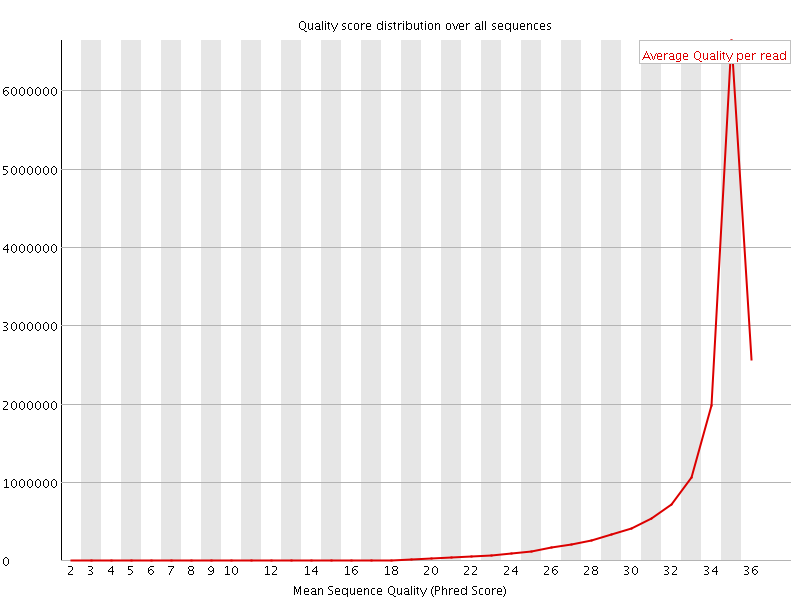 Quality score distribution over all sequences
Average Quality per read
6000000
5000000
4000000
3000000
2000000
1000000
0
2 3 4 5 6 7 8 9 10 12 14 16 18 20 22 24 26 28 30 32 34 36
Mean Sequence Quality (Phred Score)